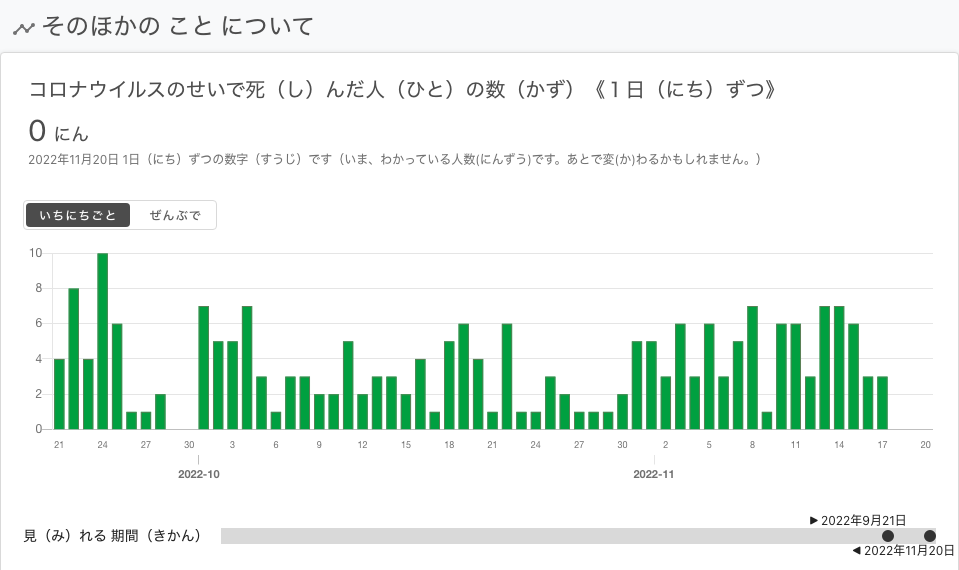 そのほかの こと について
コロナウイルスのせいで死（し）んだ人（ひと）の数（かず）《１日（にち）ずつ》
0 にん
2022年11月20日 1日（にち）ずつの数字（すうじ）です（いま、わかっている人数(にんずう)です。あとで変(か)わるかもしれません。）
いちにちごと ぜんぶで
10
8
6
4
2
0
21 24 27 30 3 6 9 12 15 18 21 24 27 30 2 5 8 11 14 17 20
2022-10 2022-11
▶ 2022年9月21日
見（み）れる 期間（きかん）
◀ 2022年11月20日